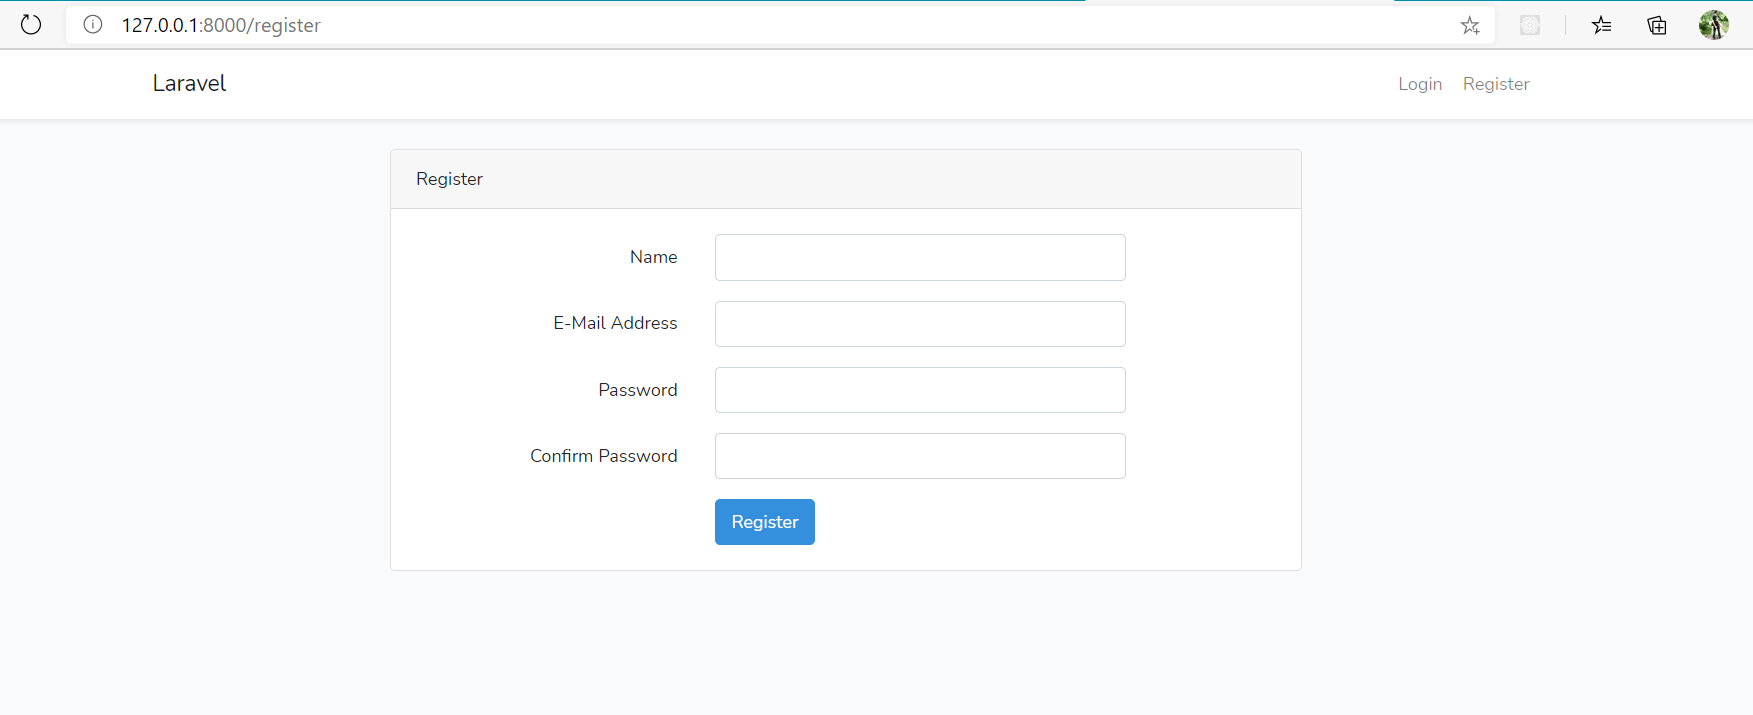 127.0.0.1:8000/register
Laravel
Login Register
Register
Name
E-Mail Address
Password
Confirm Password
Register